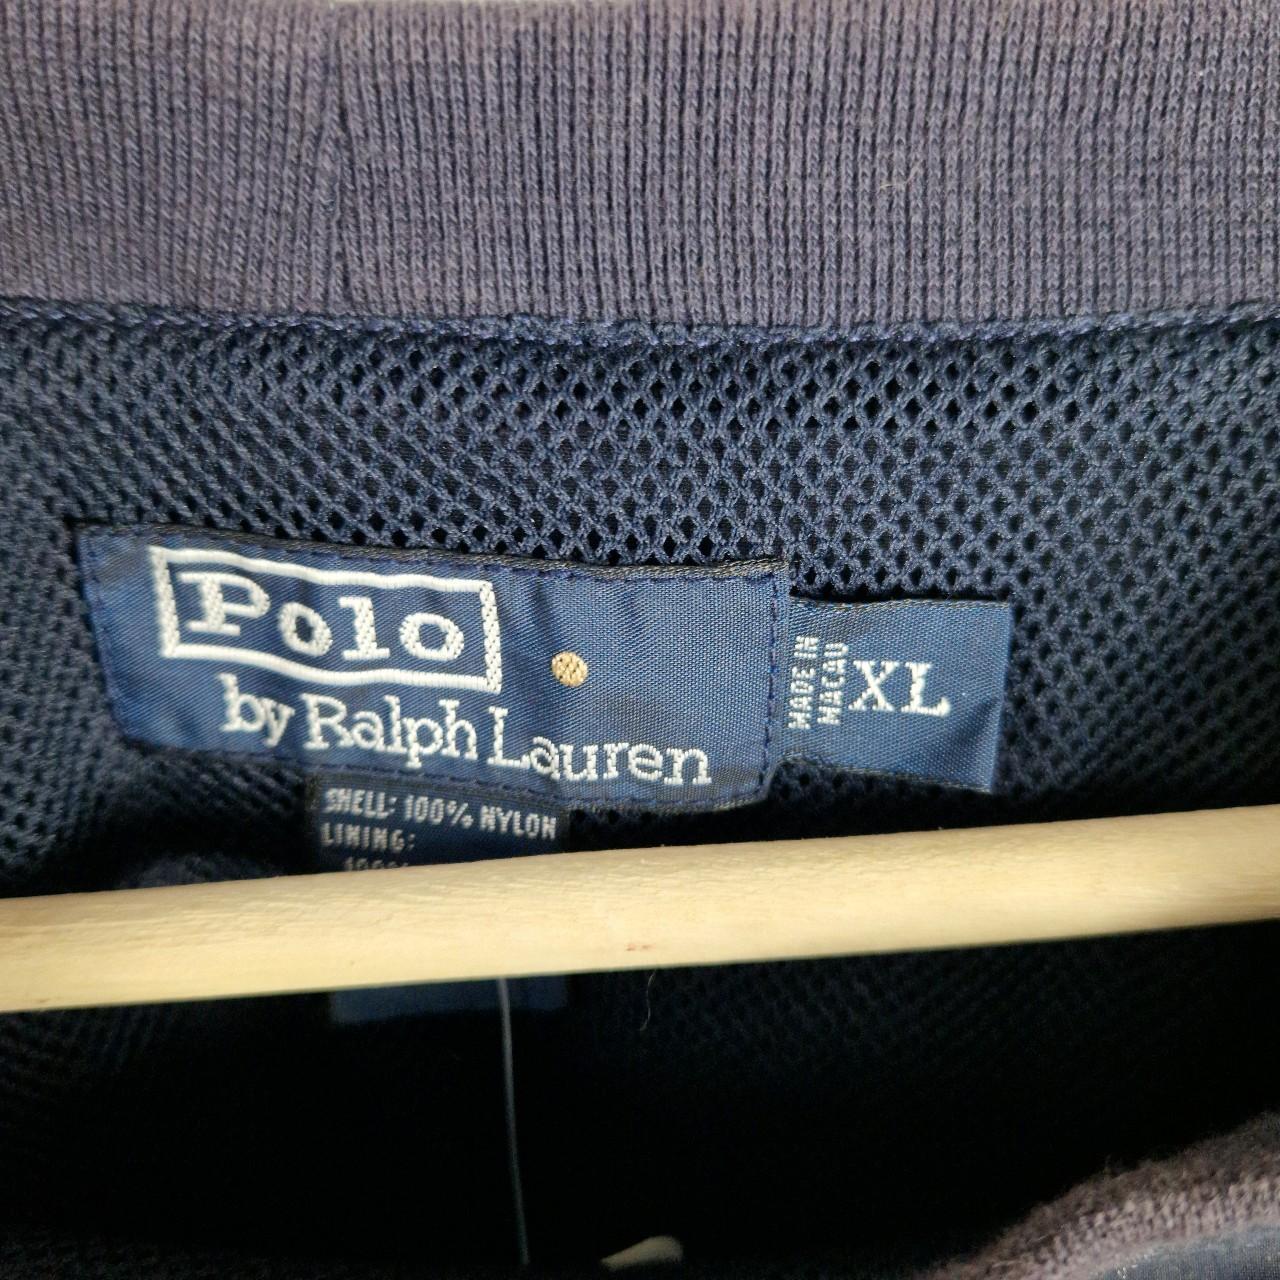 Polo
by Ralph Lauren
MADE IN
MACAU
XL
SHELL: 100% NYLON
LINING: